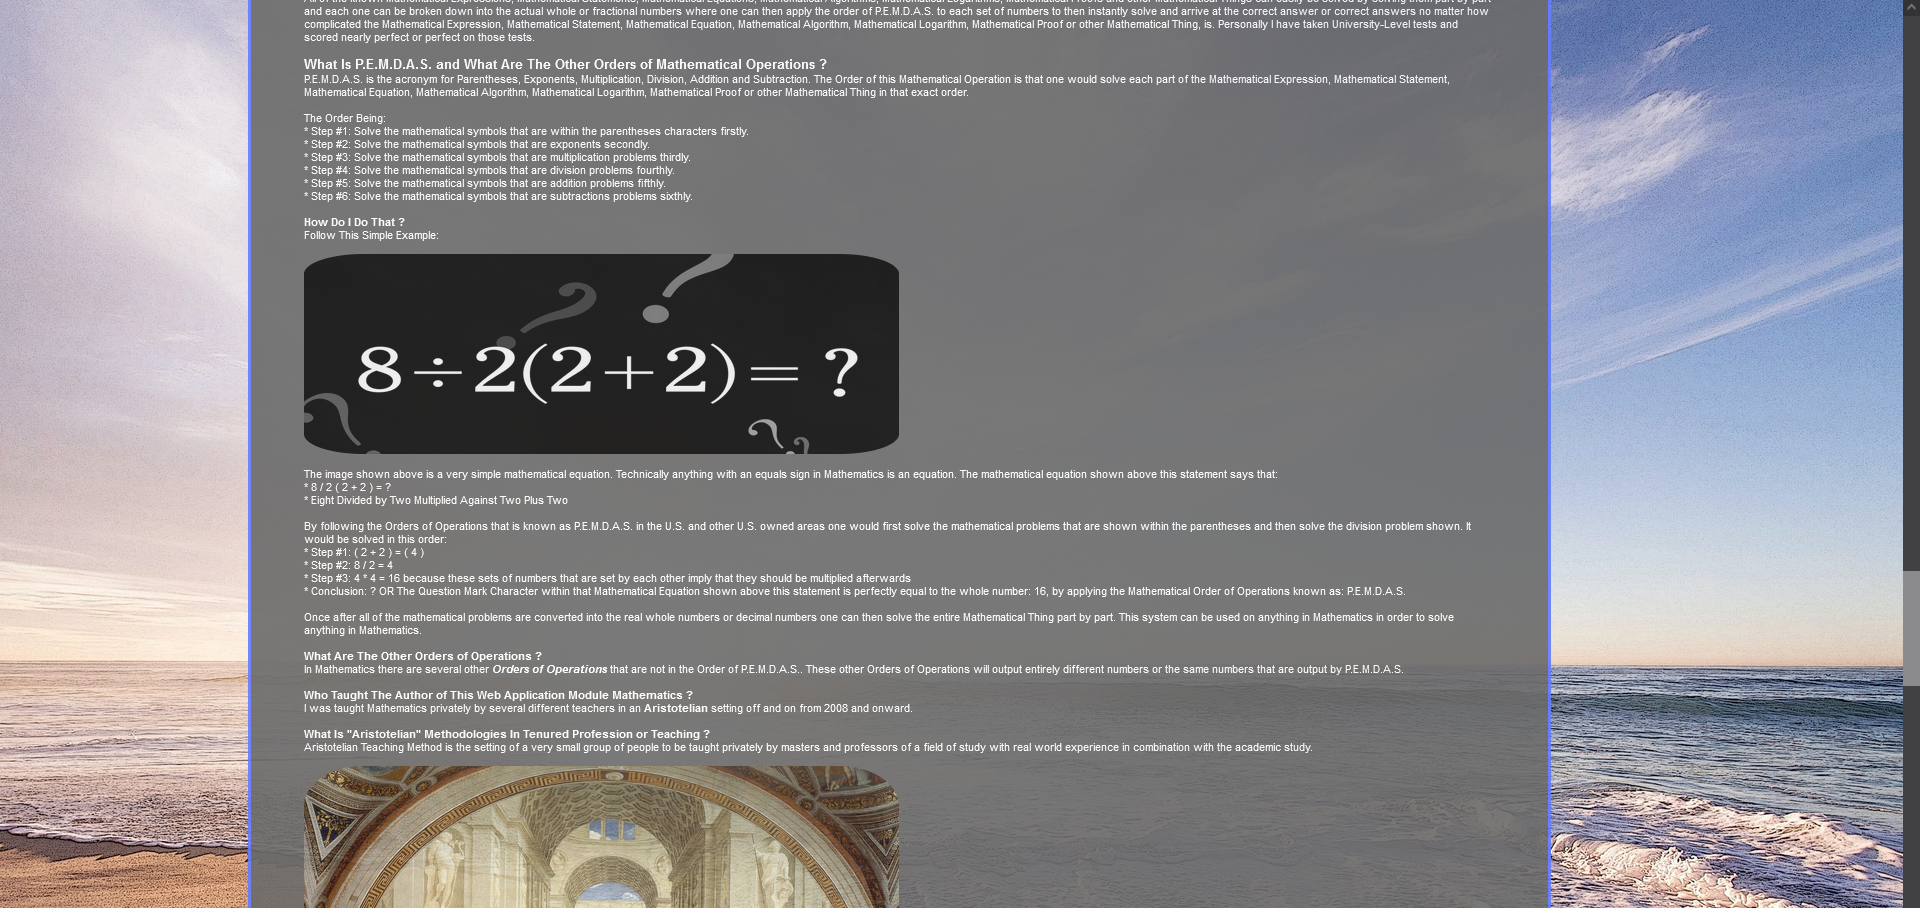 and each one can be broken down into the actual whole or fractional numbers where one can then apply the order of P.E.M.D.A.S. to each set of numbers to then instantly solve and arrive at the correct answer or correct answers no matter how
complicated the Mathematical Expression, Mathematical Statement, Mathematical Equation, Mathematical Algorithm, Mathematical Logarithm, Mathematical Proof or other Mathematical Thing, is. Personally I have taken University-Level tests and
scored nearly perfect or perfect on those tests.
What Is P.E.M.D.A.S. and What Are The Other Orders of Mathematical Operations ?
P.E.M.D.A.S. is the acronym for Parentheses, Exponents, Multiplication, Division, Addition and Subtraction. The Order of this Mathematical Operation is that one would solve each part of the Mathematical Expression, Mathematical Statement,
Mathematical Equation, Mathematical Algorithm, Mathematical Logarithm, Mathematical Proof or other Mathematical Thing in that exact order.
The Order Being:
* Step #1: Solve the mathematical symbols that are within the parentheses characters firstly.
* Step #2: Solve the mathematical symbols that are exponents secondly.
* Step #3: Solve the mathematical symbols that are multiplication problems thirdly.
* Step #4: Solve the mathematical symbols that are division problems fourthly.
* Step #5: Solve the mathematical symbols that are addition problems fifthly.
* Step #6: Solve the mathematical symbols that are subtractions problems sixthly.
How Do I Do That ?
Follow This Simple Example:
8÷2(2+2)= ?
The image shown above is a very simple mathematical equation. Technically anything with an equals sign in Mathematics is an equation. The mathematical equation shown above this statement says that:
* 8 / 2 ( 2 + 2 ) = ?
* Eight Divided by Two Multiplied Against Two Plus Two
By following the Orders of Operations that is known as P.E.M.D.A.S. in the U.S. and other U.S. owned areas one would first solve the mathematical problems that are shown within the parentheses and then solve the division problem shown. It
would be solved in this order:
* Step #1: ( 2 + 2 ) = ( 4 )
* Step #2: 8 / 2 = 4
* Step #3: 4 * 4 = 16 because these sets of numbers that are set by each other imply that they should be multiplied afterwards
* Conclusion: ? OR The Question Mark Character within that Mathematical Equation shown above this statement is perfectly equal to the whole number: 16, by applying the Mathematical Order of Operations known as: P.E.M.D.A.S.
Once after all of the mathematical problems are converted into the real whole numbers or decimal numbers one can then solve the entire Mathematical Thing part by part. This system can be used on anything in Mathematics in order to solve
anything in Mathematics.
What Are The Other Orders of Operations ?
In Mathematics there are several other Orders of Operations that are not in the Order of P.E.M.D.A.S.. These other Orders of Operations will output entirely different numbers or the same numbers that are output by P.E.M.D.A.S.
Who Taught The Author of This Web Application Module Mathematics ?
I was taught Mathematics privately by several different teachers in an Aristotelian setting off and on from 2008 and onward.
What Is "Aristotelian" Methodologies In Tenured Profession or Teaching ?
Aristotelian Teaching Method is the setting of a very small group of people to be taught privately by masters and professors of a field of study with real world experience in combination with the academic study.